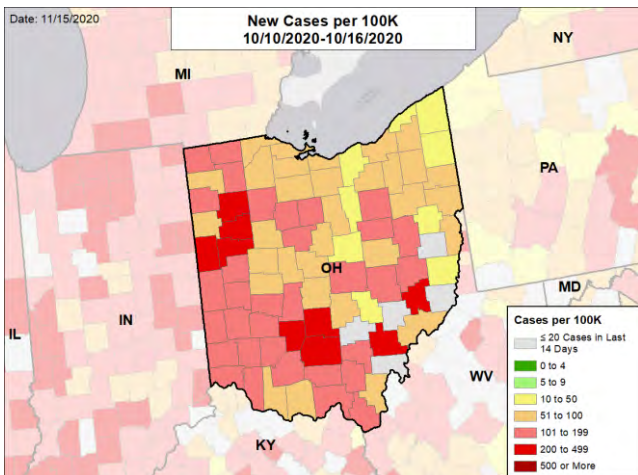 Date: 11/15/2020
New Cases per 100K
10/10/2020-10/16/2020
NY
MI
PA
OH
MD
IL
IN
WV
KY
Cases per 100K
≤ 20 Cases in Last
14 Days
0 to 4
5 to 9
10 to 50
51 to 100
101 to 199
200 to 499
500 or More